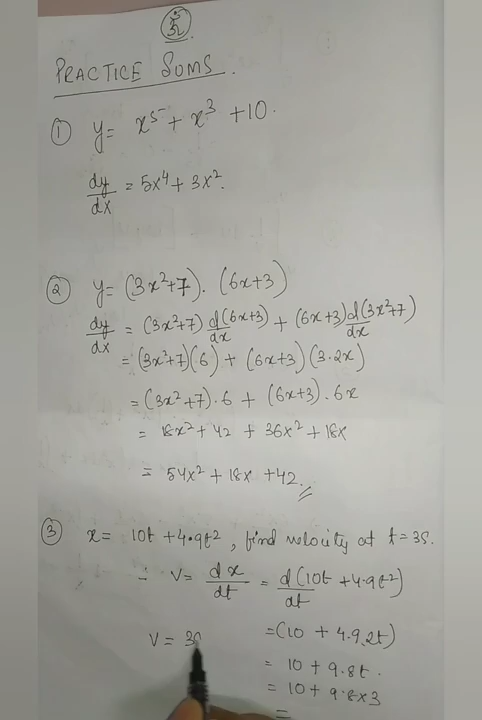 PRACTICE SUMS.
① y = x⁵ + x³ + 10.
dy/dx = 5x⁴ + 3x².
② y = (3x²+7). (6x+3)
dy/dx = (3x²+7) d(6x+3)/dx + (6x+3) d(3x²+7)/dx
= (3x²+7)(6) + (6x+3)(3.2x)
= (3x²+7).6 + (6x+3).6x
= 18x² + 42 + 36x² + 18x
= 54x² + 18x + 42.
③ x = 10t + 4.9t², find velocity at t=3s.
∴ V = dx/dt = d(10t + 4.9t²)/dt
= (10 + 4.9.2t)
V = 3
= 10 + 9.8t.
= 10 + 9.8×3
=